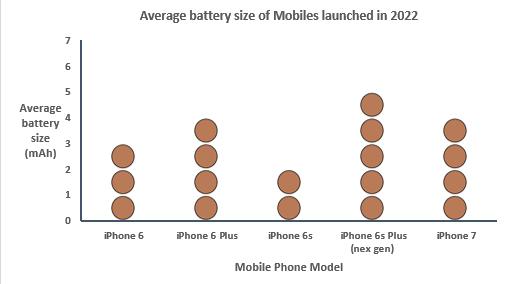 Average battery size of Mobiles launched in 2022
7
6
5
4
3
2
1
0
Average
battery
size
(mAh)
iPhone 6
iPhone 6 Plus
iPhone 6s
iPhone 6s Plus
(nex gen)
iPhone 7
Mobile Phone Model